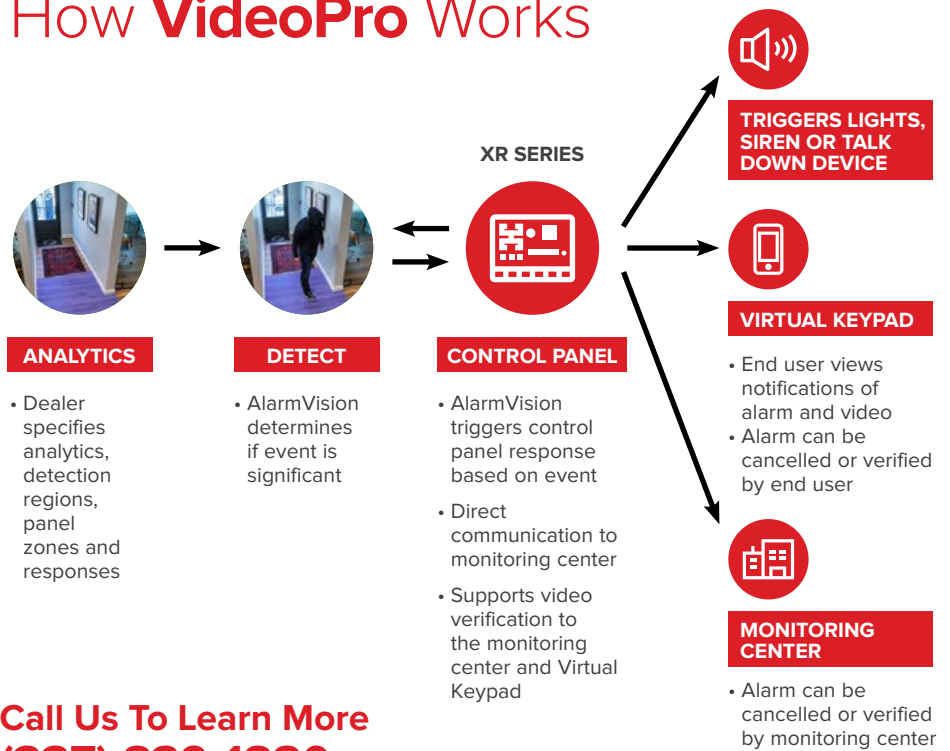 How VideoPro Works
ANALYTICS
• Dealer
specifies
analytics,
detection
regions,
panel
zones and
responses
DETECT
• AlarmVision
determines
if event is
significant
XR SERIES
CONTROL PANEL
• AlarmVision
triggers control
panel response
based on event
• Direct
communication to
monitoring center
• Supports video
verification to
the monitoring
center and Virtual
Keypad
TRIGGERS LIGHTS,
SIREN OR TALK
DOWN DEVICE
VIRTUAL KEYPAD
• End user views
notifications of
alarm and video
• Alarm can be
cancelled or verified
by end user
MONITORING
CENTER
• Alarm can be
cancelled or verified
by monitoring center
Call Us To Learn More